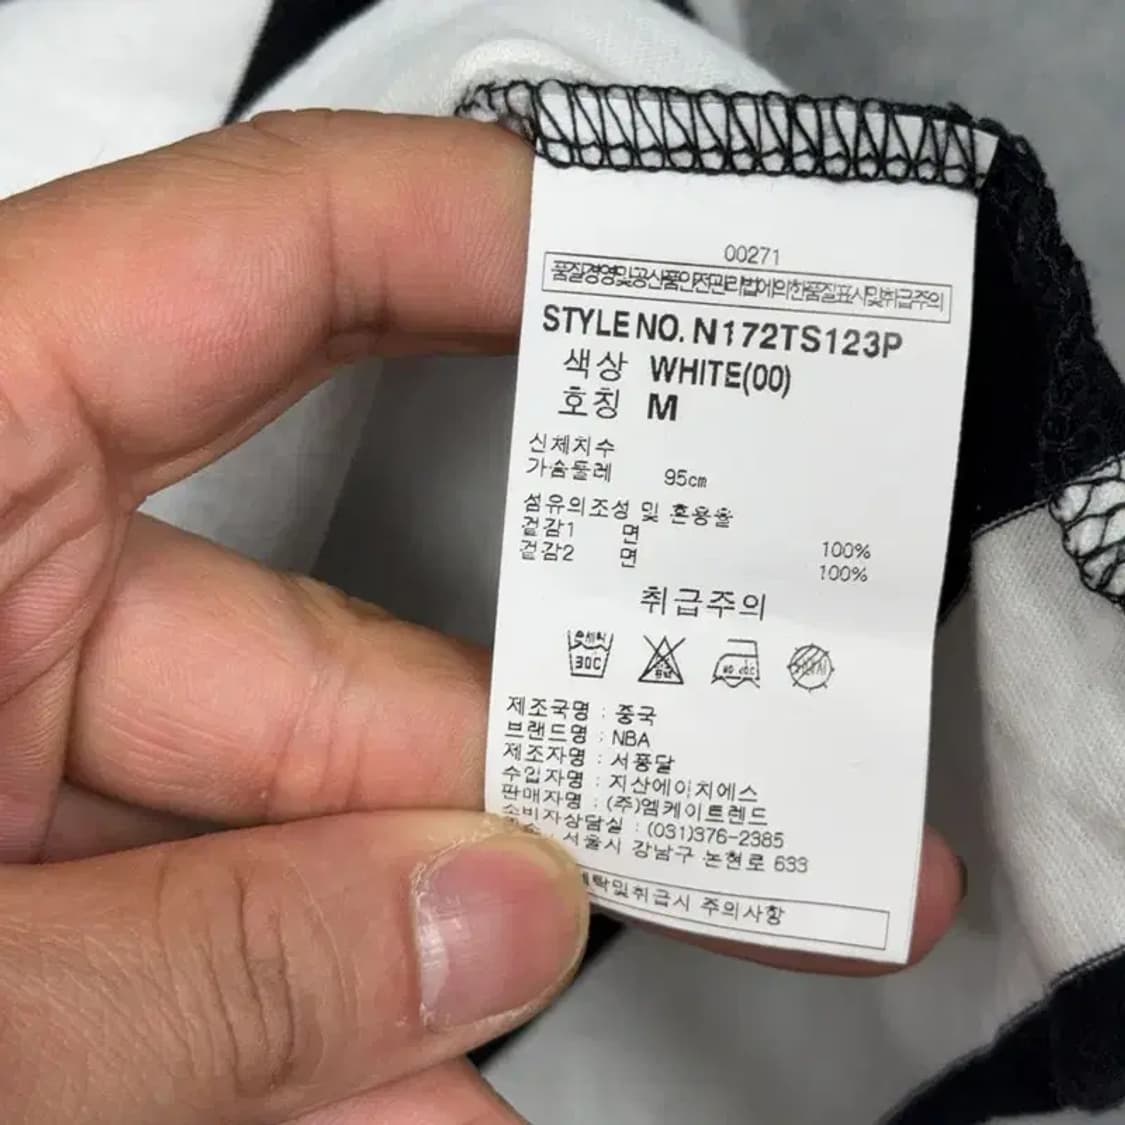 00271
품질경영및공산품안전관리법에의한품질표시및취급주의
STYLE NO. N172TS123P
색상 WHITE(00)
호칭 M
신체치수
가슴둘레 95cm
섬유의조성 및 혼용율
겉감1 면 100%
겉감2 면 100%
취급주의
30C
제조국명 : 중국
브랜드명 : NBA
제조자명 : 서풍달
수입자명 : 지산에이치에스
판매자명 : (주)엠케이트렌드
소비자상담실 : (031)376-2385
서울시 강남구 논현로 633
세탁및취급시 주의사항